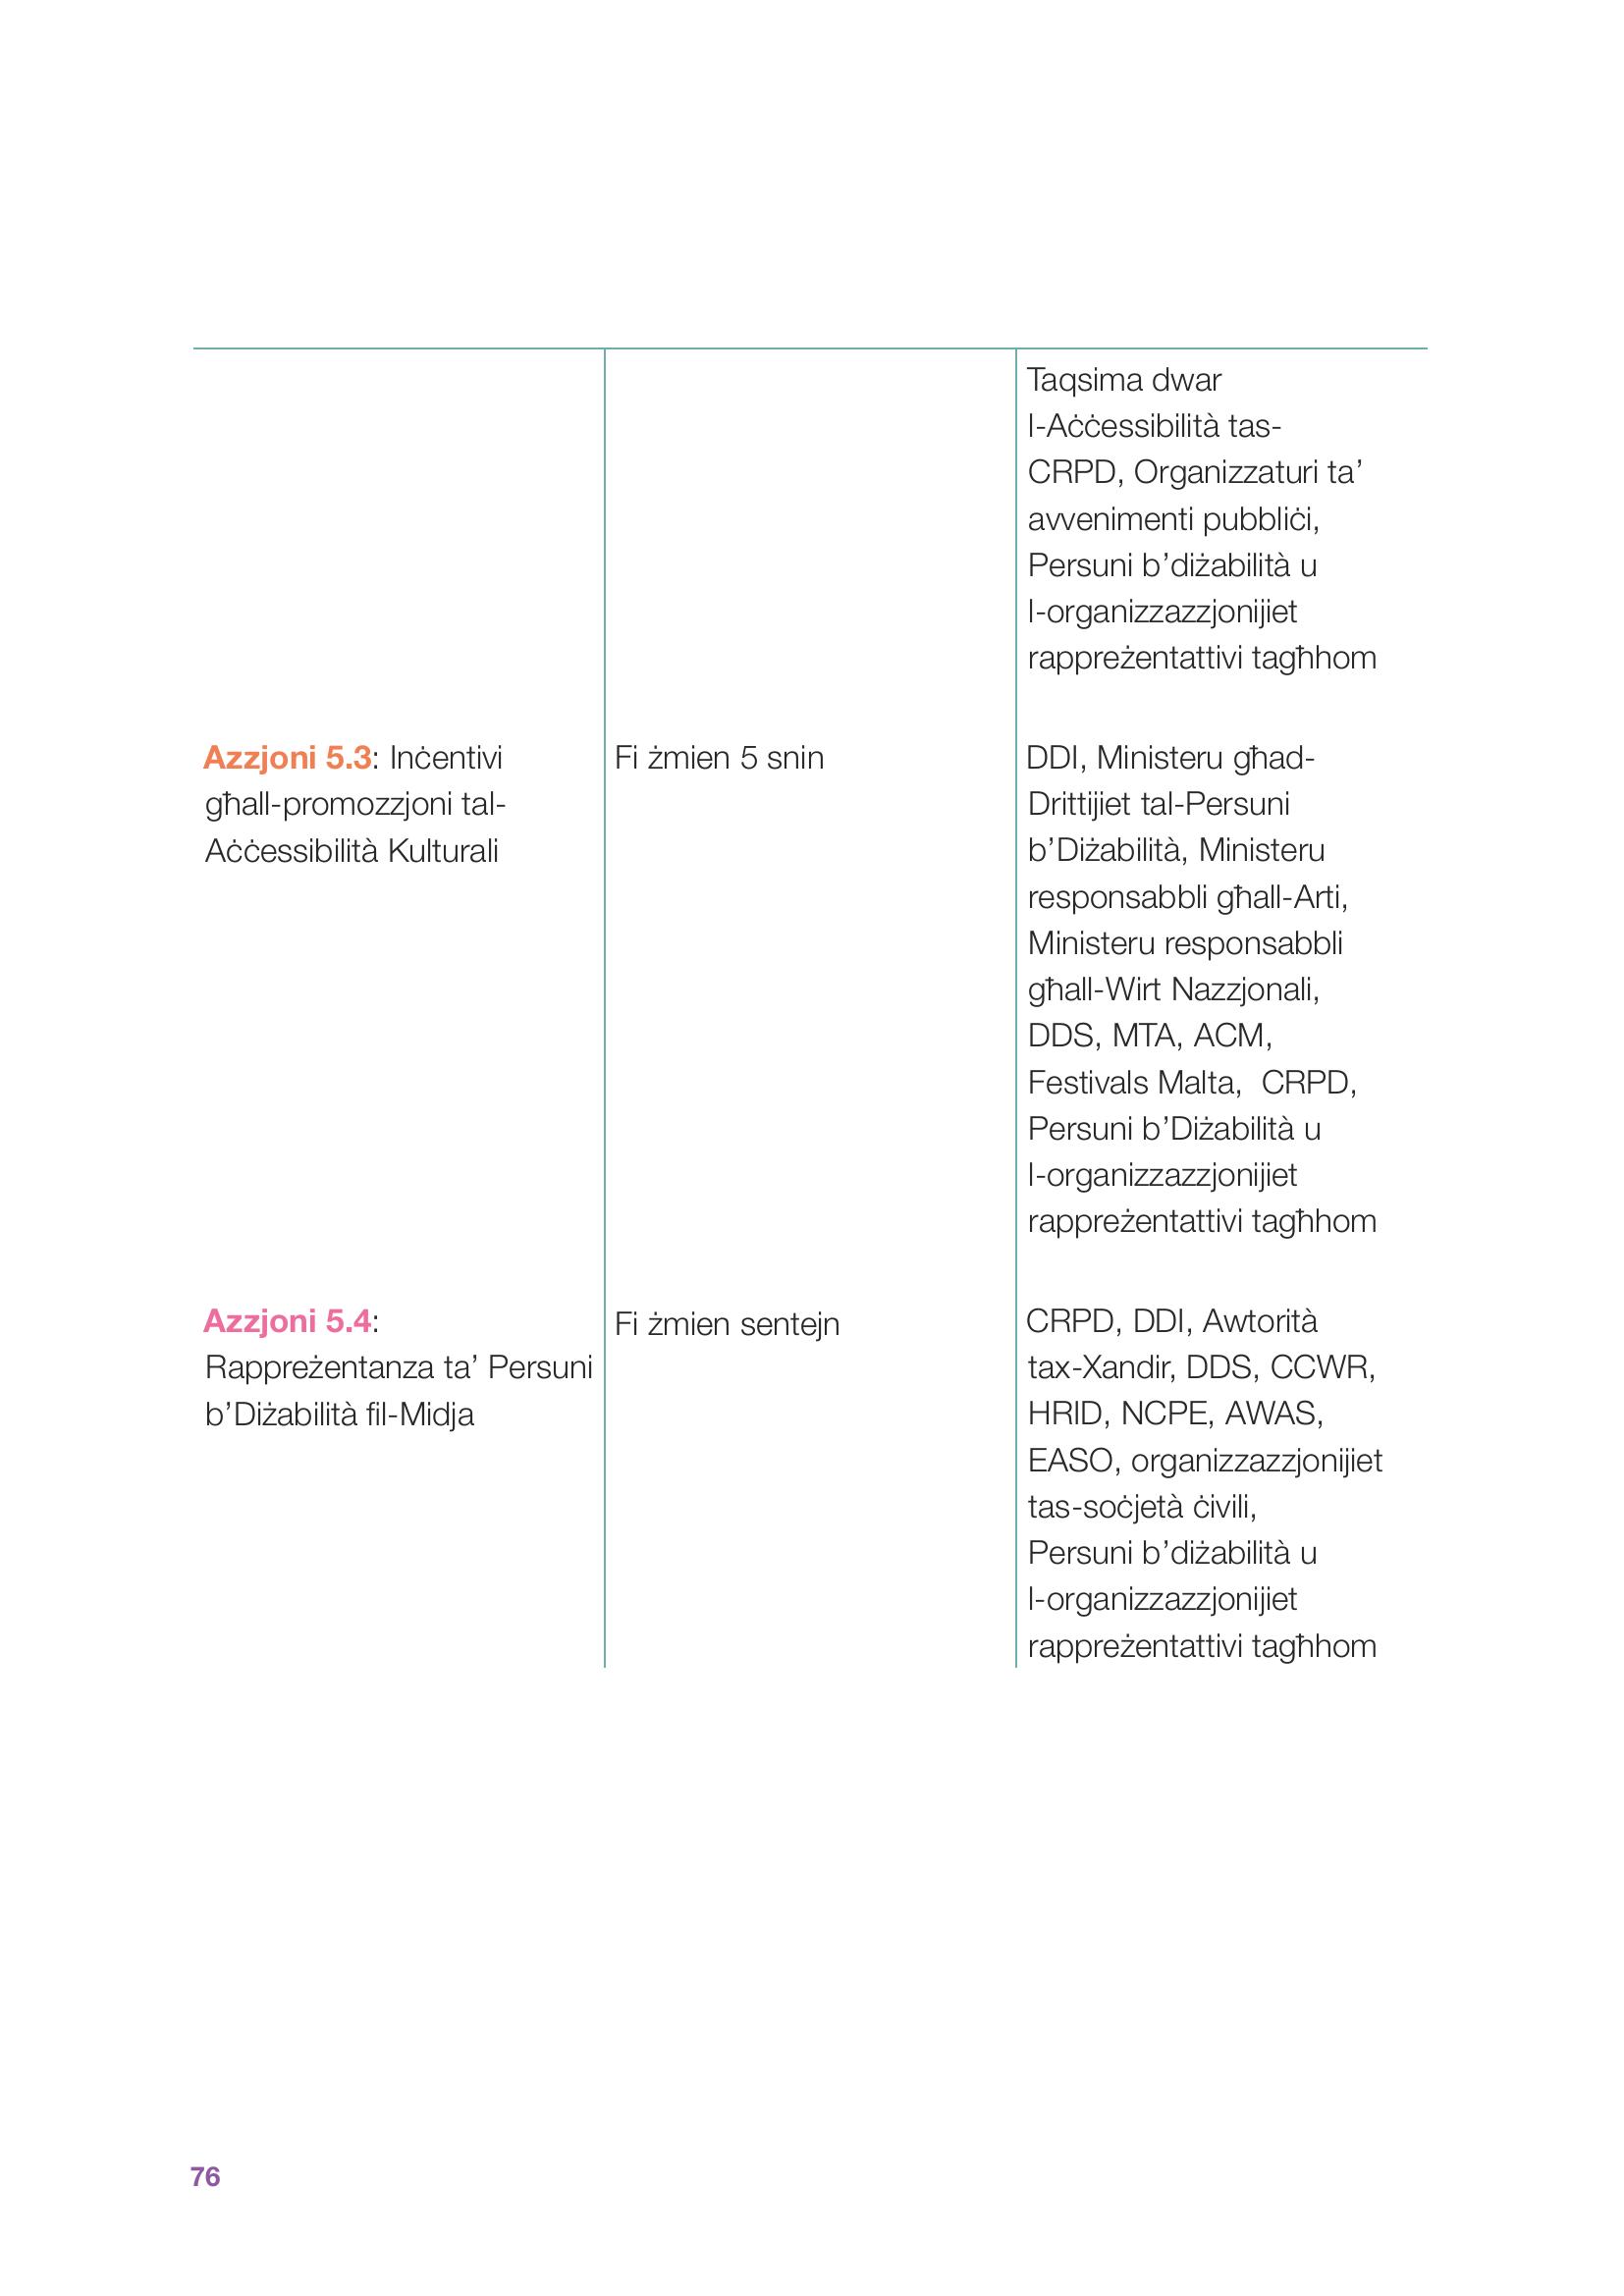 Taqsima dwar
l-Aċċessibilità tas-
CRPD, Organizzaturi ta’
avvenimenti pubbliċi,
Persuni b’diżabilità u
l-organizzazzjonijiet
rappreżentattivi tagħhom
Azzjoni 5.3: Inċentivi
għall-promozzjoni tal-
Aċċessibilità Kulturali
Fi żmien 5 snin
DDI, Ministeru għad-
Drittijiet tal-Persuni
b’Diżabilità, Ministeru
responsabbli għall-Arti,
Ministeru responsabbli
għall-Wirt Nazzjonali,
DDS, MTA, ACM,
Festivals Malta,  CRPD,
Persuni b’Diżabilità u
l-organizzazzjonijiet
rappreżentattivi tagħhom
Azzjoni 5.4:
Rappreżentanza ta’ Persuni
b’Diżabilità fil-Midja
Fi żmien sentejn
CRPD, DDI, Awtorità
tax-Xandir, DDS, CCWR,
HRID, NCPE, AWAS,
EASO, organizzazzjonijiet
tas-soċjetà ċivili,
Persuni b’diżabilità u
l-organizzazzjonijiet
rappreżentattivi tagħhom
76